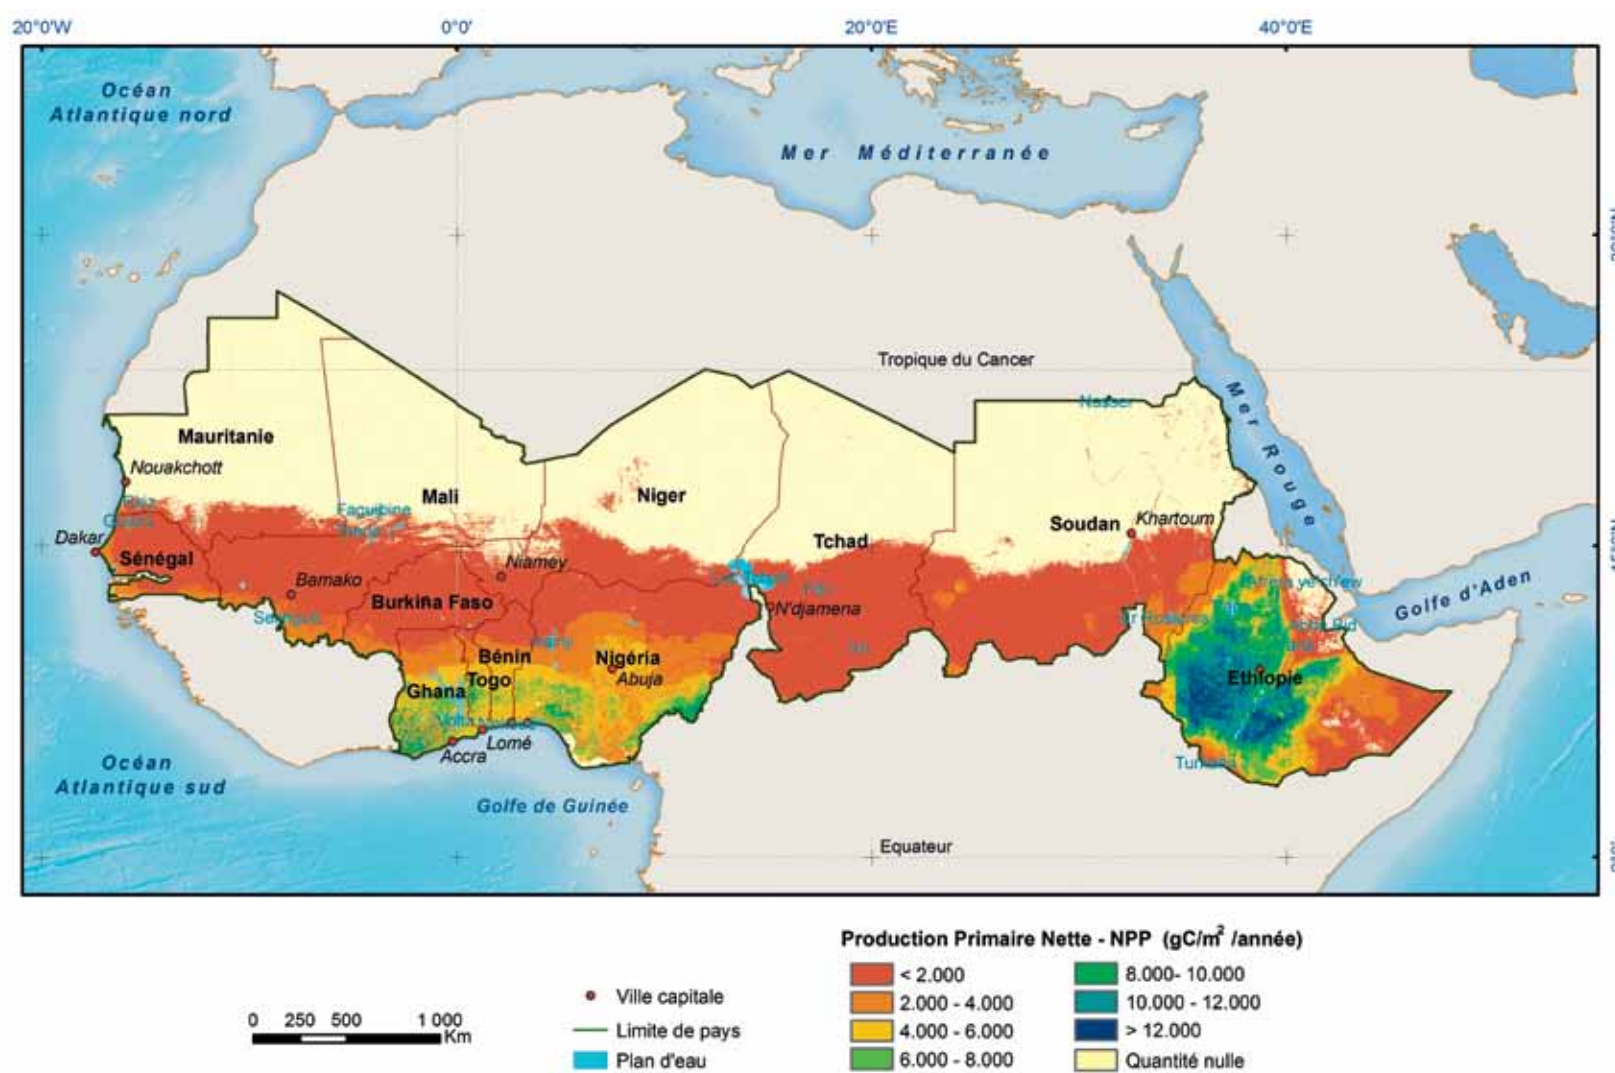 20°0'W
0°0'
20°0'E
40°0'E
Océan
Atlantique nord
Mer Méditerranée
Tropique du Cancer
Nasser
Mer Rouge
Mauritanie
Nouakchott
Mali
Niger
Faguibine
Soudan
Khartoum
Tchad
Dakar
Sénégal
Niamey
15°0'N
Bamako
Burkina Faso
N'djamena
Golfe d'Aden
Bénin
Nigéria
Abuja
Togo
Ghana
Ethiopie
Volta
Lomé
Accra
Océan
Atlantique sud
Golfe de Guinée
Equateur
Production Primaire Nette - NPP (gC/m² /année)
< 2.000
8.000- 10.000
Ville capitale
2.000 - 4.000
10.000 - 12.000
0 250 500 1 000
Km
Limite de pays
4.000 - 6.000
> 12.000
Plan d'eau
6.000 - 8.000
Quantité nulle